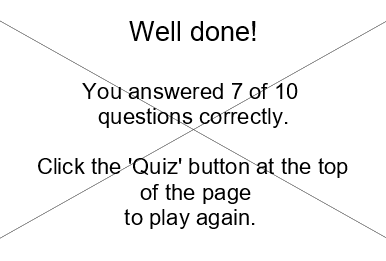 Well done!
You answered 7 of 10
questions correctly.
Click the 'Quiz' button at the top
of the page
to play again.